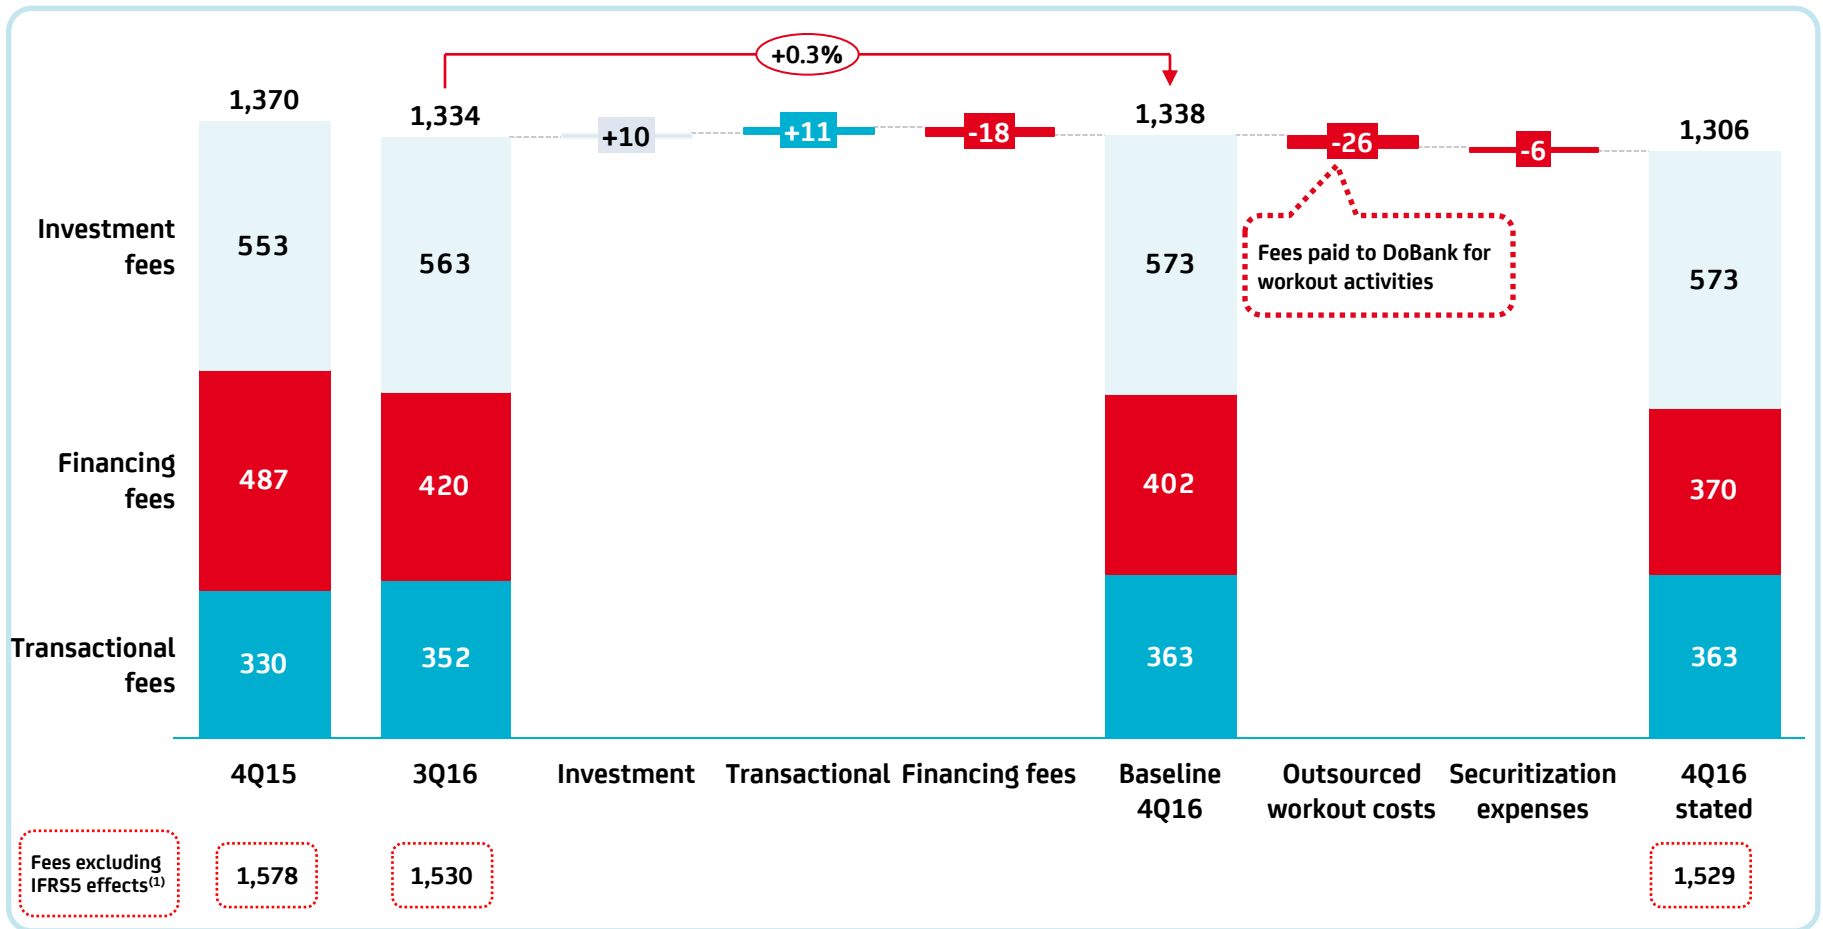 +0.3%
1,370
1,334
+10
+11
-18
1,338
-26
-6
1,306
Investment
fees
553
563
573
Fees paid to DoBank for
workout activities
573
Financing
fees
487
420
402
370
Transactional
fees
330
352
363
363
4Q15
3Q16
Investment
Transactional
Financing fees
Baseline
4Q16
Outsourced
workout costs
Securitization
expenses
4Q16
stated
Fees excluding
IFRS5 effects(1)
1,578
1,530
1,529